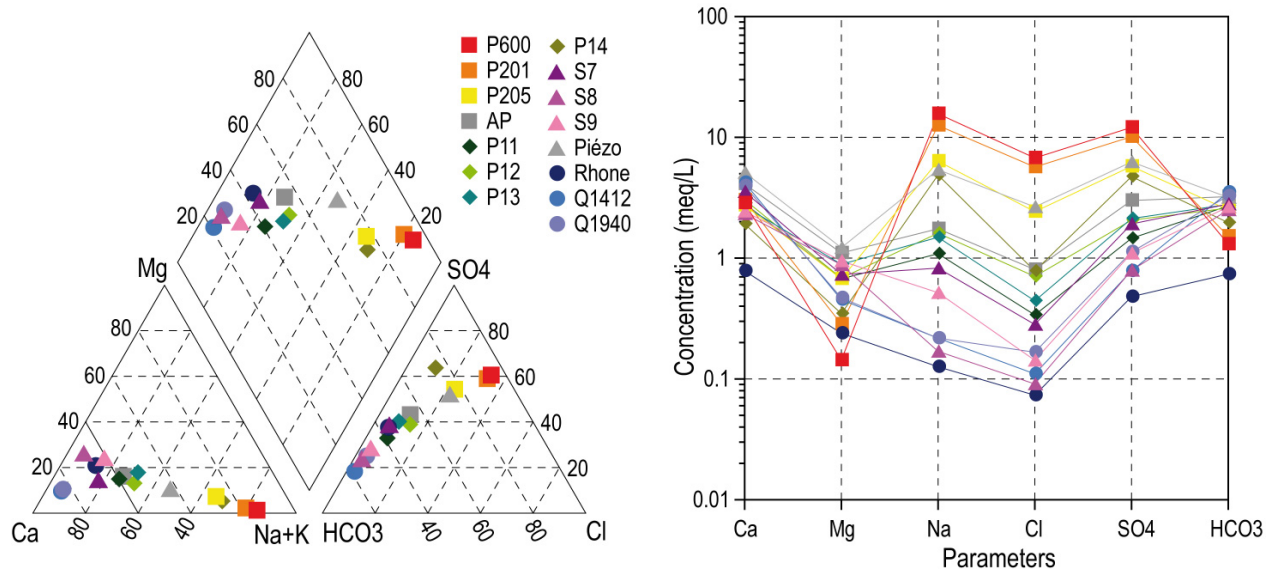 80 80
60 60
40 40
20 20
Mg SO4
80 80
60 60
40 40
20 20
Ca 80 60 40 Na+K HCO3 40 60 80 Cl
P600
P201
P205
AP
P11
P12
P13
P14
S7
S8
S9
Piézo
Rhone
Q1412
Q1940
Concentration (meq/L)
100
10
1
0.1
0.01
Ca Mg Na Cl SO4 HCO3
Parameters